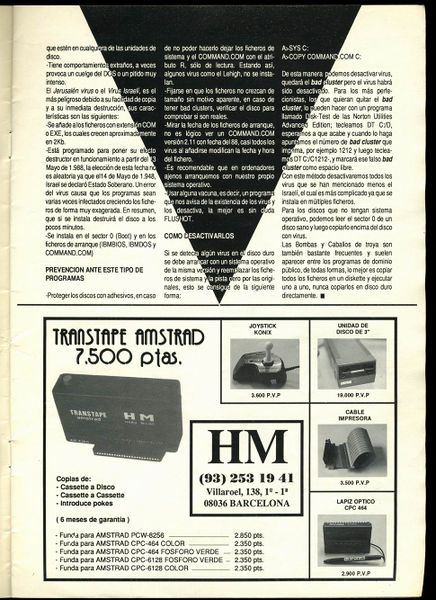 que estén en cualquiera de las unidades de
disco.
-Tiene comportamientos extraños, a veces
provoca un cuelge del DOS o un pitido muy
intenso.
El Jerusalén virus o el Virus Israelí, es el
más peligroso debido a su facilidad de copia
y a su inmediata destrucción, sus carac-
terísticas son las siguientes:
-Se añade a los ficheros con extensión COM
o EXE, los cuales crecen aproximadamente
en 2Kb.
-Está programado para poner su efecto
destructor en funcionamiento a partir del 13
Mayo de 1.988, la elección de esta fecha no
es aleatoria ya que el 14 de Mayo de 1.948,
Israel se declaró Estado Soberano. Un error
del virus causa que los programas sean
varias veces infectados creciendo los fiche-
ros de forma muy exagerada. En resumen,
que si se instala destruirá el disco a los
pocos minutos.
-Se instala en el sector 0 (Boot) y en los
ficheros de arranque (IBMBIOS, IBMDOS y
COMMAND.COM)
PREVENCION ANTE ESTE TIPO DE
PROGRAMAS
-Proteger los discos con adhesivos, en caso
de no poder hacerlo dejar los ficheros de
sistema y el COMMAND.COM con el atri-
buto R, sólo de lectura. Estando así,
algunos virus como el Lehigh, no se insta-
lan.
-Fijarse en que los ficheros no crezcan de
tamaño sin motivo aparente, en caso de
tener bad clusters, verificar el disco para
comprobar si son reales.
-Mirar la fecha de los ficheros de arranque,
no es lógico ver un COMMAND.COM
versión 2.11 con fecha del 88, casi todos los
virus al añadirse modifican la fecha y hora
del fichero.
-Es recomendable que en ordenadores
ajenos arranquemos con nuestro propio
sistema operativo.
-Usar alguna vacuna, es decir, un programa
que nos avisa de la existencia de los virus y
los desactiva, la mejor es sin duda
FLUSHOT.
COMO DESACTIVARLOS
Si se detecta algún virus en el disco duro
se debe arrancar con un sistema operativo
de la misma versión y reemplazar los fiche-
ros de sistema y la pista cero por las origi-
nales, esto se consigue de la siguiente
forma:
A>SYS C:
A>COPY COMMAND.COM C:
De esta manera podemos desactivar virus,
quedará el bad cluster pero el virus habrá
sido desactivado. Para los más perfec-
cionistas, los que quieran quitar el bad
cluster, lo pueden hacer con el programa
llamado Disk-Test de las Norton Utilities
Advanced Edition; tecleamos DT C:/D,
esperamos a que acabe y cuando lo haga
apuntamos el número de bad cluster que
imprima, por ejemplo 1212 y luego teclea-
mos DT C:/C1212-, y marcará ese falso bad
cluster como espacio libre.
Con este método desactivaremos todos los
virus que se han mencionado menos el
Israelí, el cual es más complicado ya que se
instala en múltiples ficheros.
Para los discos que no tengan sistema
operativo, podemos leer el sector 0 de un
disco sano y luego copiarlo encima del disco
con virus.
Las Bombas y Caballos de troya son
también bastante frecuentes y suelen
aparecer entre los programas de dominio
público, de todas formas, lo mejor es copiar
todos los ficheros en un diskette y ejecutar
uno a uno, nunca copiarlos en disco duro
directamente. ■
TRANSTAPE AMSTRAD
7.500 ptas.
TRANSTAPE
amstrad
HM
Copias de:
- Cassette a Disco
- Cassette a Cassette
- Introduce pokes
( 6 meses de garantia )
- Funda para AMSTRAD PCW-8256 2.850 pts.
- Funda para AMSTRAD CPC-464 COLOR 2.350 pts.
- Funda para AMSTRAD CPC-464 FOSFORO VERDE 2.350 pts.
- Funda para AMSTRAD CPC-6128 FOSFORO VERDE 2.350 pts.
- Funda para AMSTRAD CPC-6128 COLOR 2.350 pts.
HM
(93) 253 19 41
Villaroel, 138, 1º - 1ª
08036 BARCELONA
JOYSTICK
KONIX
3.600 P.V.P
UNIDAD DE
DISCO DE 3"
19.000 P.V.P
CABLE
IMPRESORA
3.500 P.V.P
LAPIZ OPTICO
CPC 464
2.900 P.V.P